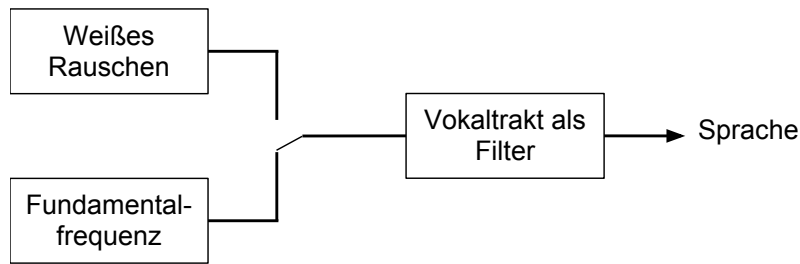 Weißes
Rauschen
Vokaltrakt als
Filter
Sprache
Fundamental-
frequenz